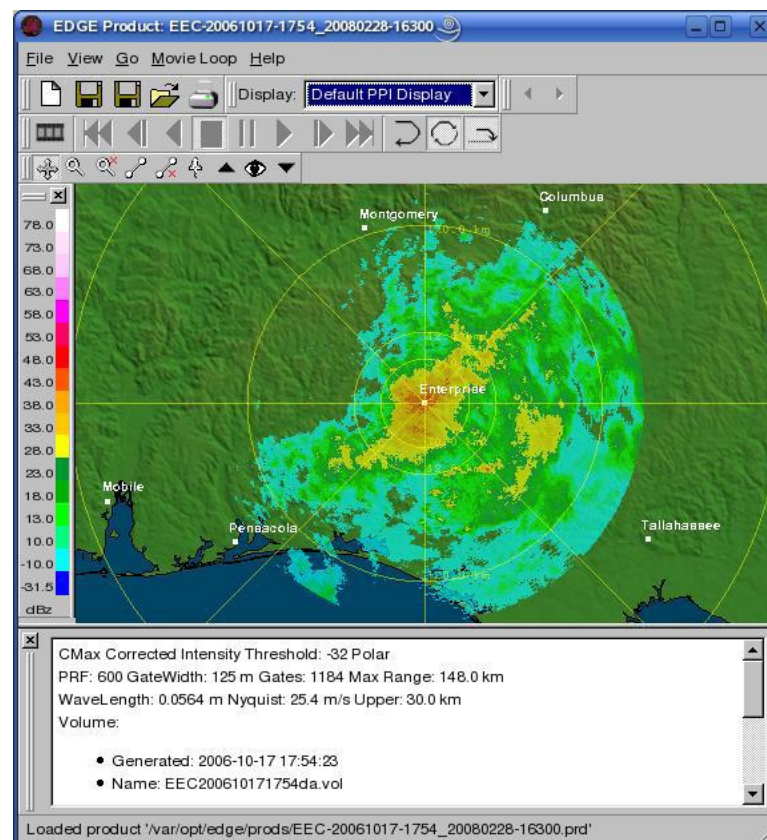 EDGE Product: EEC-20061017-1754_20080228-16300
File View Go Movie Loop Help
Display: Default PPI Display
78.0
73.0
68.0
63.0
58.0
53.0
48.0
43.0
38.0
33.0
28.0
23.0
18.0
13.0
10.0
-10.0
-31.5
dBz
Columbus
Montgomery
Enterprise
Mobile
Pensacola
Tallahassee
CMax Corrected Intensity Threshold: -32 Polar
PRF: 600 GateWidth: 125 m Gates: 1184 Max Range: 148.0 km
WaveLength: 0.0564 m Nyquist: 25.4 m/s Upper: 30.0 km
Volume:
• Generated: 2006-10-17 17:54:23
• Name: EEC200610171754da.vol
Loaded product '/var/opt/edge/prods/EEC-20061017-1754_20080228-16300.prd'